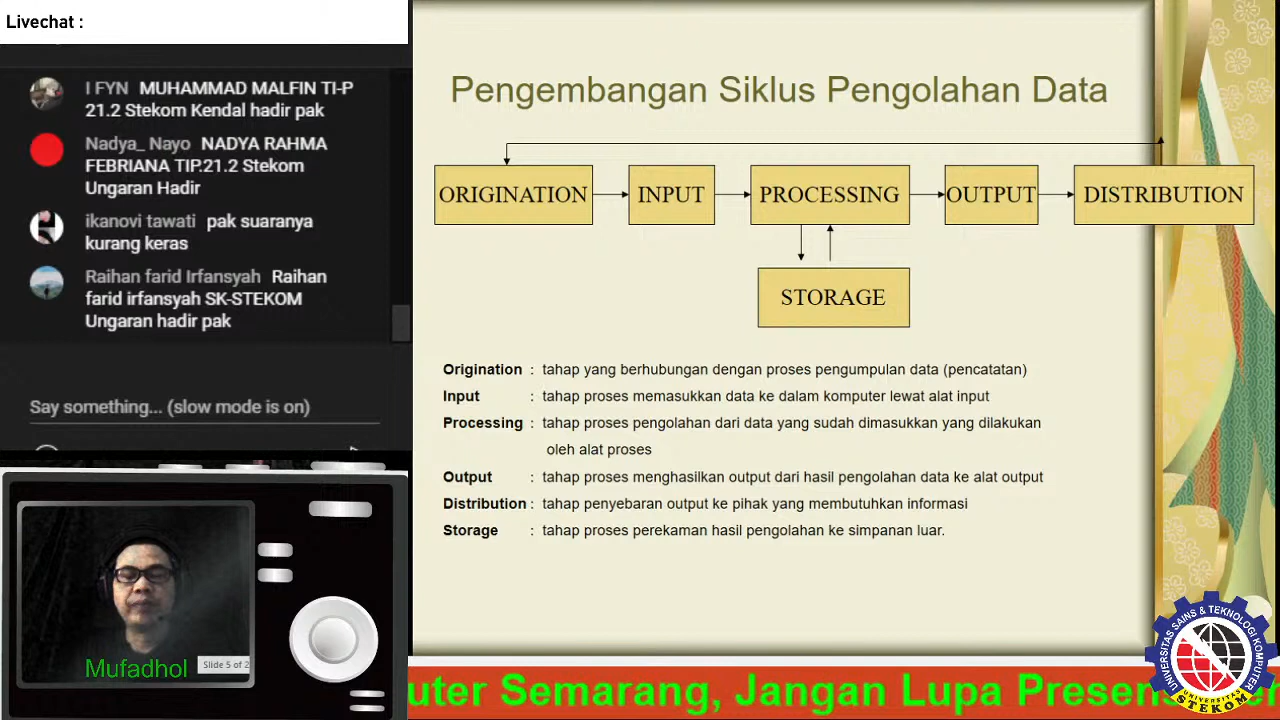 Livechat :
I FYN MUHAMMAD MALFIN TI-P
21.2 Stekom Kendal hadir pak
Nadya_ Nayo NADYA RAHMA
FEBRIANA TIP.21.2 Stekom
Ungaran Hadir
ikanovi tawati pak suaranya
kurang keras
Raihan farid Irfansyah Raihan
farid irfansyah SK-STEKOM
Ungaran hadir pak
Say something... (slow mode is on)
Mufadhol
Slide 5 of 2
Pengembangan Siklus Pengolahan Data
ORIGINATION INPUT PROCESSING OUTPUT DISTRIBUTION
STORAGE
Origination : tahap yang berhubungan dengan proses pengumpulan data (pencatatan)
Input : tahap proses memasukkan data ke dalam komputer lewat alat input
Processing : tahap proses pengolahan dari data yang sudah dimasukkan yang dilakukan
oleh alat proses
Output : tahap proses menghasilkan output dari hasil pengolahan data ke alat output
Distribution : tahap penyebaran output ke pihak yang membutuhkan informasi
Storage : tahap proses perekaman hasil pengolahan ke simpanan luar.
uter Semarang, Jangan Lupa Presen
UNIVERSITAS SAINS & TEKNOLOGI KOMPUTER
UNIVERSITAS
STEKOM